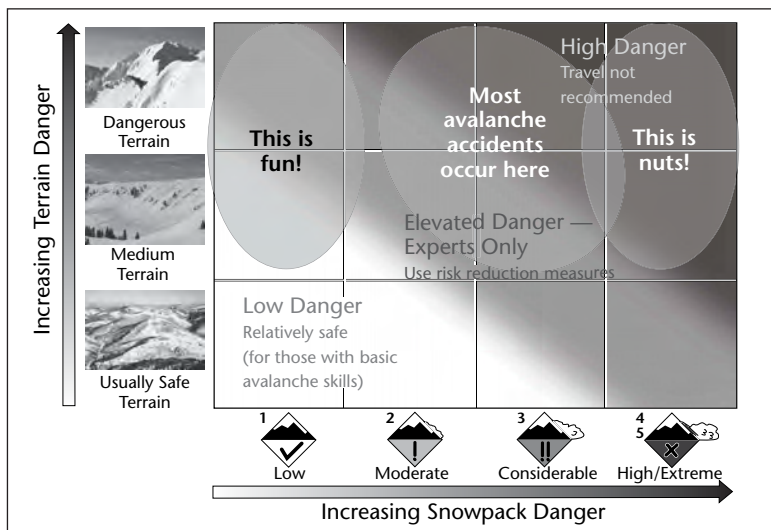 Increasing Terrain Danger
Dangerous
Terrain
Medium
Terrain
Usually Safe
Terrain
This is
fun!
Most
avalanche
accidents
occur here
High Danger
Travel not
recommended
This is
nuts!
Elevated Danger —
Experts Only
Use risk reduction measures
Low Danger
Relatively safe
(for those with basic
avalanche skills)
1
Low
2
!
Moderate
3
!!
Considerable
4
5
High/Extreme
Increasing Snowpack Danger